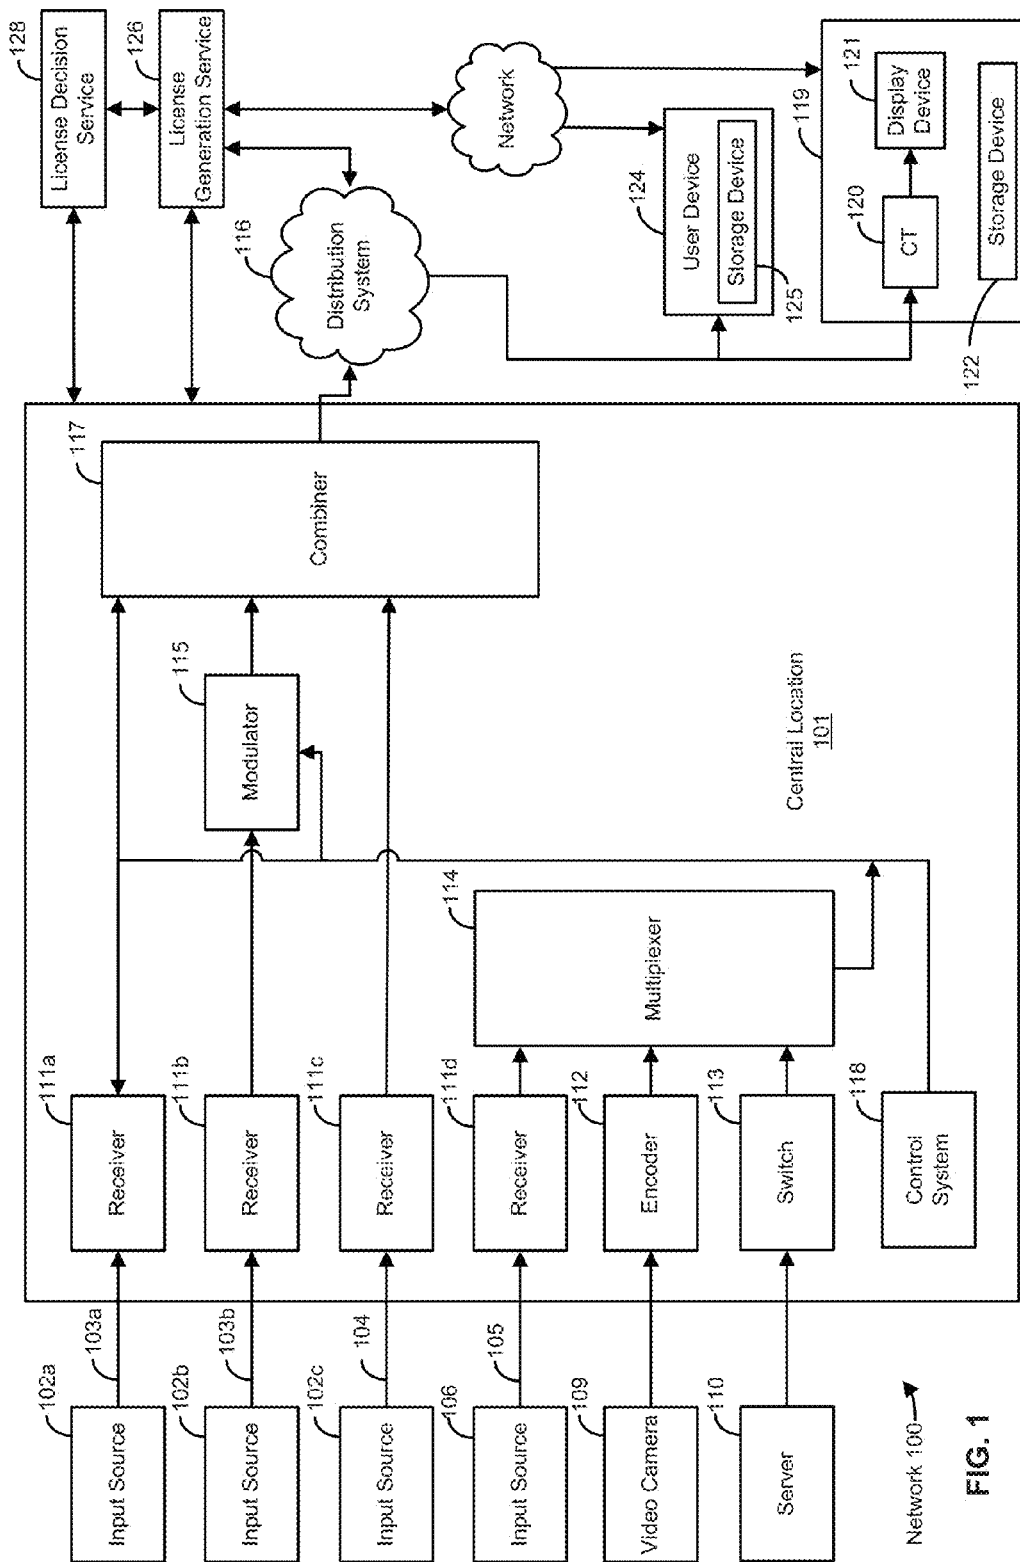 102a
Input Source
103a
111a
Receiver
102b
Input Source
103b
111b
Receiver
115
Modulator
102c
Input Source
104
111c
Receiver
106
Input Source
105
111d
Receiver
109
Video Camera
112
Encoder
110
Server
113
Switch
114
Multiplexer
118
Control
System
117
Combiner
Central Location
101
128
License Decision
Service
126
License
Generation Service
116
Distribution
System
Network
124
User Device
Storage Device
125
119
120
CT
121
Display
Device
Storage Device
122
Network 100
FIG. 1